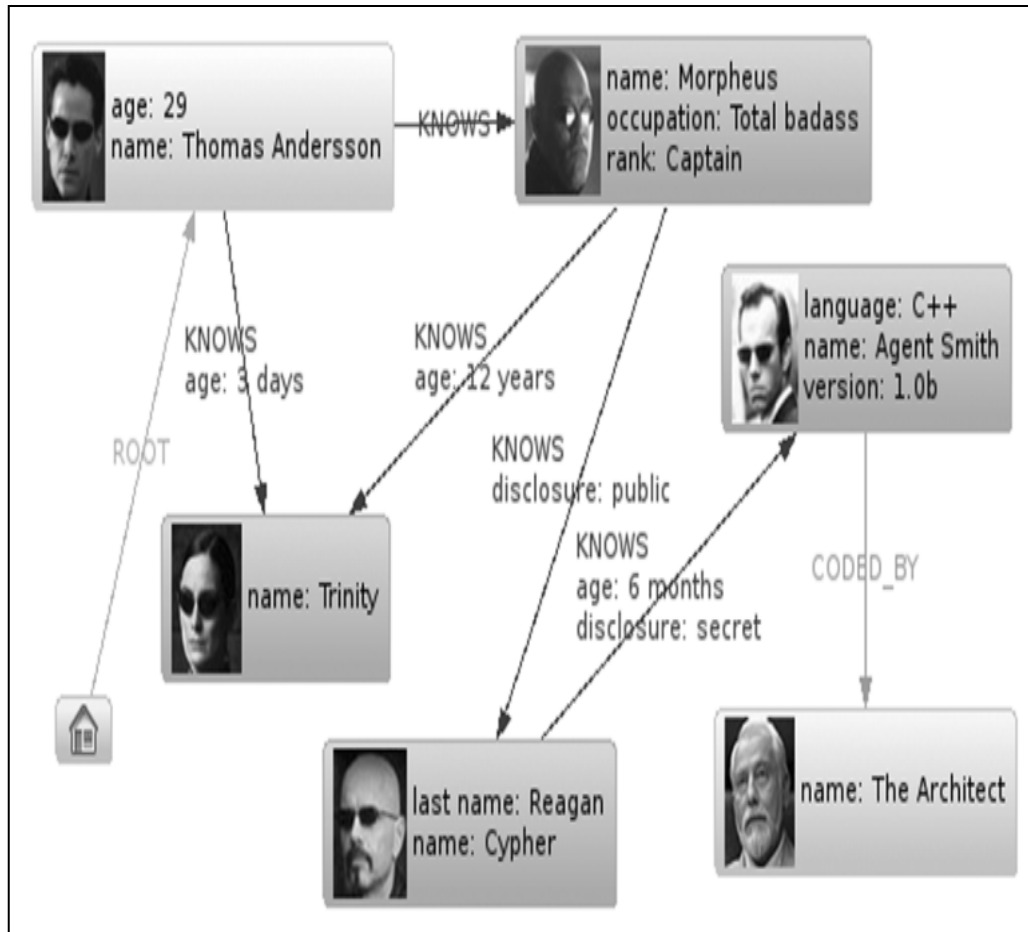 age: 29
name: Thomas Andersson
KNOWS
name: Morpheus
occupation: Total badass
rank: Captain
language: C++
name: Agent Smith
version: 1.0b
KNOWS
age: 3 days
KNOWS
age: 12 years
ROOT
KNOWS
disclosure: public
KNOWS
age: 6 months
disclosure: secret
CODED_BY
name: Trinity
last name: Reagan
name: Cypher
name: The Architect